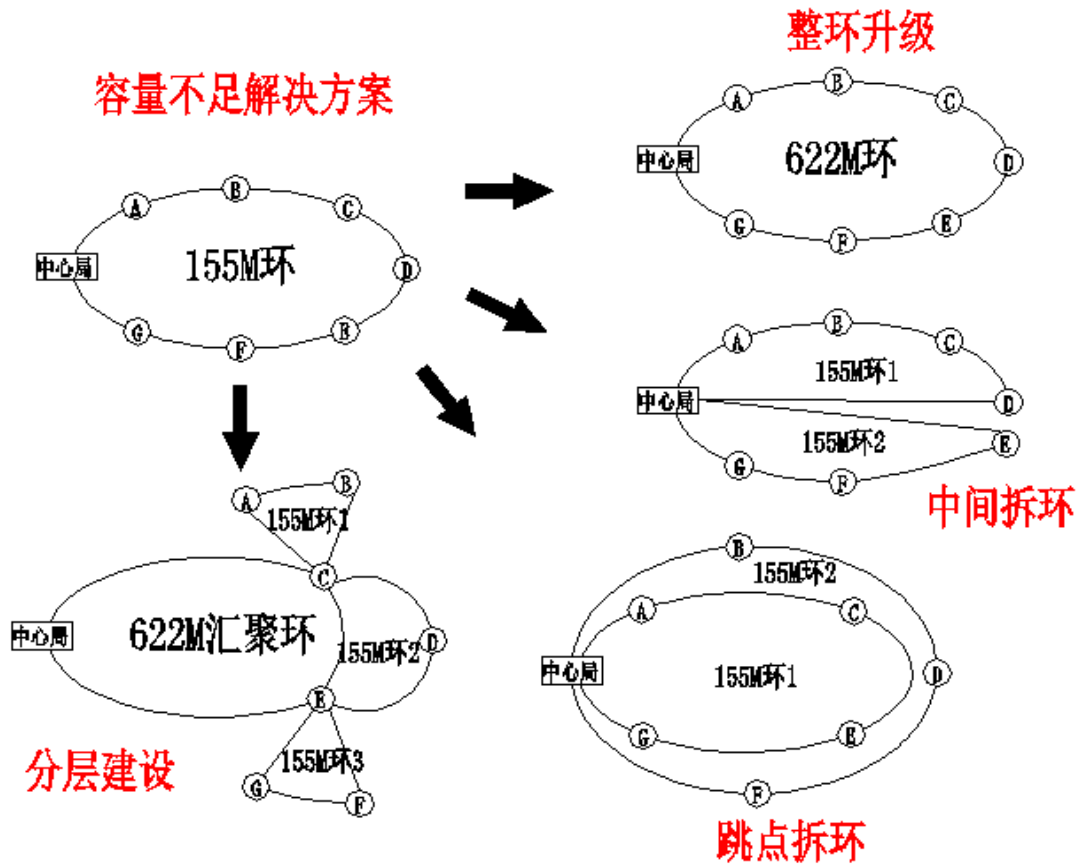 容量不足解决方案
整环升级
A
B
C
中心局
155M环
D
G
F
E
A
B
C
中心局
622M环
D
G
F
E
A
B
C
155M环1
中心局
D
155M环2
E
G
F
中间拆环
A
B
155M环1
C
中心局
622M汇聚环
155M环2
D
E
155M环3
G
F
分层建设
B
155M环2
A
C
中心局
155M环1
D
G
E
F
跳点拆环